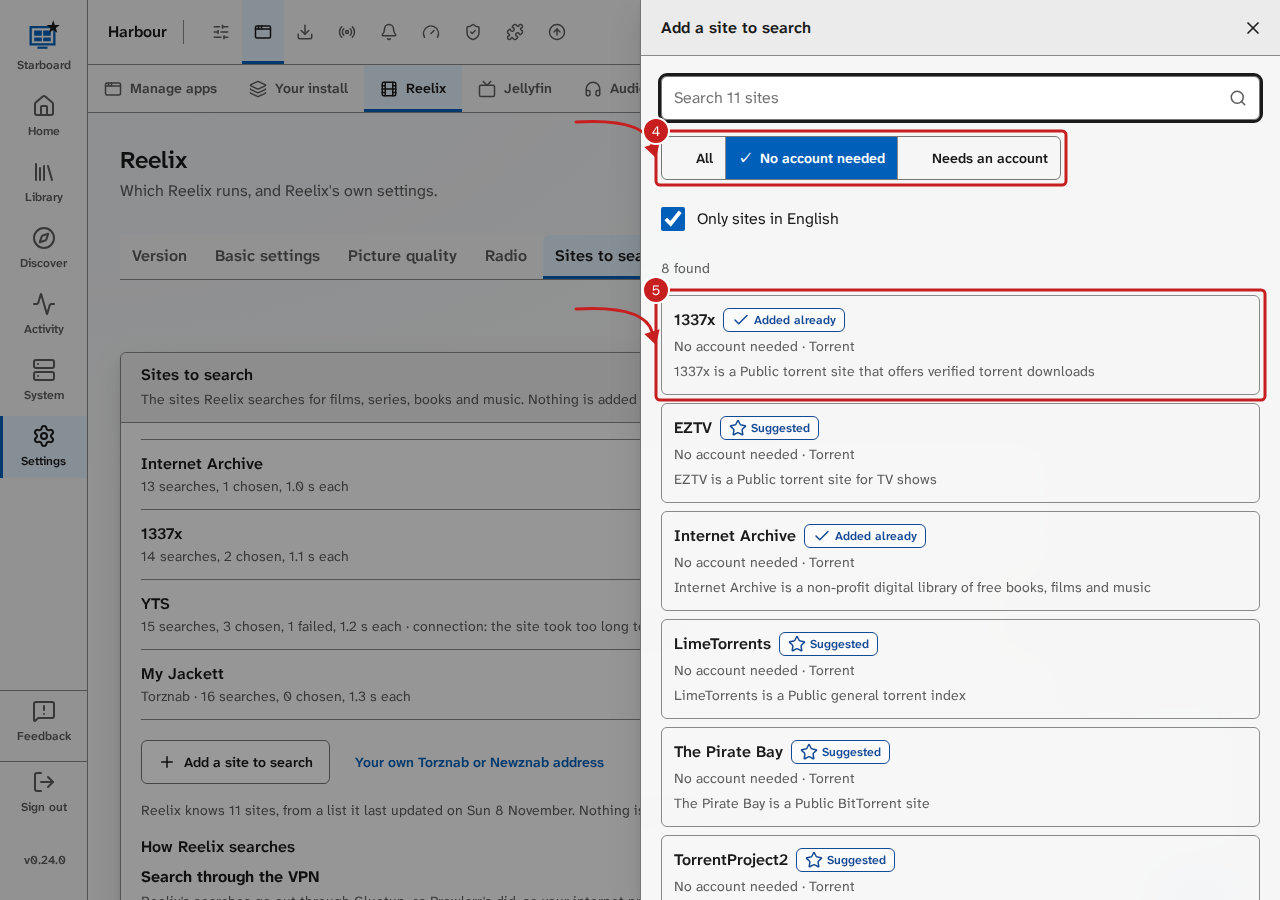 Starboard
Home
Library
Discover
Activity
System
Settings
Feedback
Sign out
v0.24.0
Harbour
Manage apps
Your install
Reelix
Jellyfin
Reelix
Which Reelix runs, and Reelix's own settings.
Version
Basic settings
Picture quality
Radio
Sites to
Sites to search
The sites Reelix searches for films, series, books and music. Nothing is added
Internet Archive
13 searches, 1 chosen, 1.0 s each
1337x
14 searches, 2 chosen, 1.1 s each
YTS
15 searches, 3 chosen, 1 failed, 1.2 s each · connection: the site took too long
My Jackett
Torznab · 16 searches, 0 chosen, 1.3 s each
Add a site to search
Your own Torznab or Newznab address
Reelix knows 11 sites, from a list it last updated on Sun 8 November. Nothing
How Reelix searches
Search through the VPN
Add a site to search
Search 11 sites
4
All
✓ No account needed
Needs an account
Only sites in English
8 found
5
1337x
Added already
No account needed · Torrent
1337x is a Public torrent site that offers verified torrent downloads
EZTV
Suggested
No account needed · Torrent
EZTV is a Public torrent site for TV shows
Internet Archive
Added already
No account needed · Torrent
Internet Archive is a non-profit digital library of free books, films and music
LimeTorrents
Suggested
No account needed · Torrent
LimeTorrents is a Public general torrent index
The Pirate Bay
Suggested
No account needed · Torrent
The Pirate Bay is a Public BitTorrent site
TorrentProject2
Suggested
No account needed · Torrent